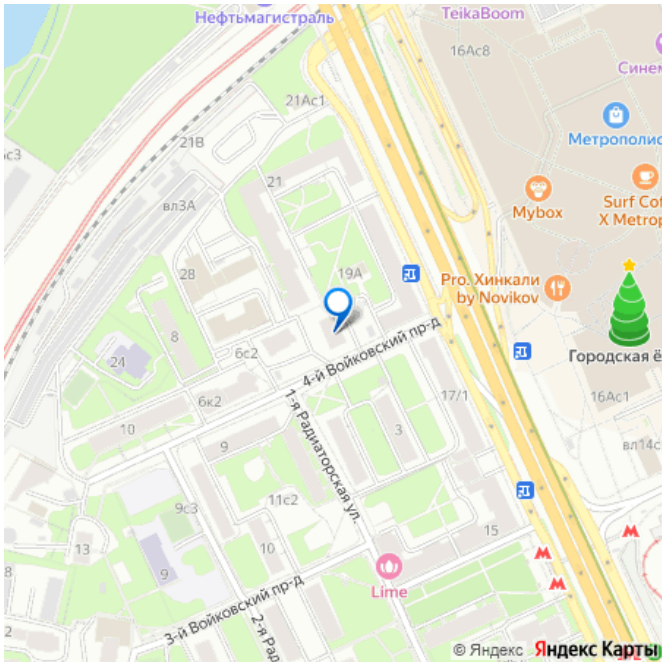 Нефтьмагистраль
TeikaBoom
16Ас8
Синем
21Ас1
Метрополис
21В
с3
21
Surf Cof
X Metrop
вл3А
Mybox
28
19А
Pro. Хинкали
by Novikov
8
24
6с2
4-й Войковский пр-д
Городская ё
6к2
1-я Радиаторская ул.
17/1
16Ас1
10
9
3
вл14с
11с2
9с3
15
13
10
9
Lime
8
3-й Войковский пр-д
2-я Рад
© Яндекс Яндекс Карты